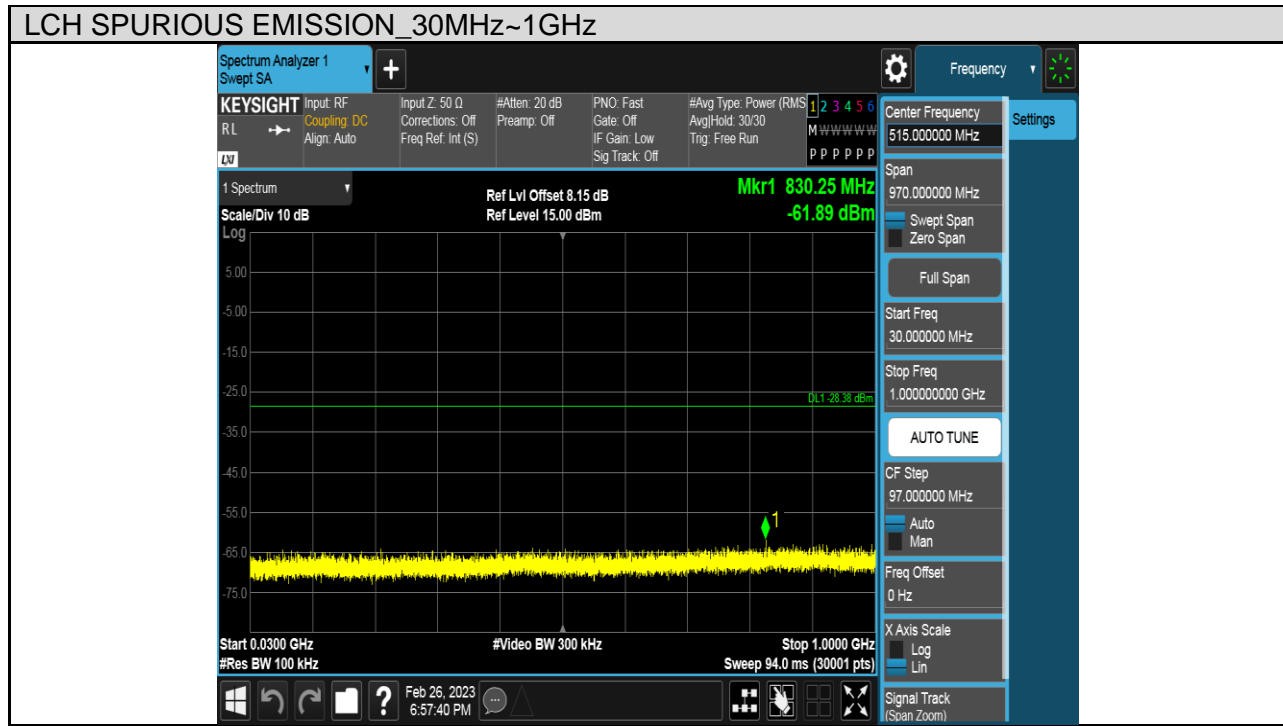 LCH SPURIOUS EMISSION_30MHz~1GHz
Spectrum Analyzer 1
Swept SA
+
Frequency
KEYSIGHT
RL
LXI
Input: RF
Coupling: DC
Align: Auto
Input Z: 50 Ω
Corrections: Off
Freq Ref: Int (S)
#Atten: 20 dB
Preamp: Off
PNO: Fast
Gate: Off
IF Gain: Low
Sig Track: Off
#Avg Type: Power (RMS
Avg|Hold: 30/30
Trig: Free Run
1 2 3 4 5 6
M W W W W W
P P P P P P
1 Spectrum
Scale/Div 10 dB
Log
Ref Lvl Offset 8.15 dB
Ref Level 15.00 dBm
Mkr1 830.25 MHz
-61.89 dBm
5.00
-5.00
-15.0
-25.0
DL1 -28.38 dBm
-35.0
-45.0
-55.0
1
-65.0
-75.0
Start 0.0300 GHz
#Res BW 100 kHz
#Video BW 300 kHz
Stop 1.0000 GHz
Sweep 94.0 ms (30001 pts)
?
Feb 26, 2023
6:57:40 PM
Center Frequency
515.000000 MHz
Settings
Span
970.000000 MHz
Swept Span
Zero Span
Full Span
Start Freq
30.000000 MHz
Stop Freq
1.000000000 GHz
AUTO TUNE
CF Step
97.000000 MHz
Auto
Man
Freq Offset
0 Hz
X Axis Scale
Log
Lin
Signal Track
(Span Zoom)